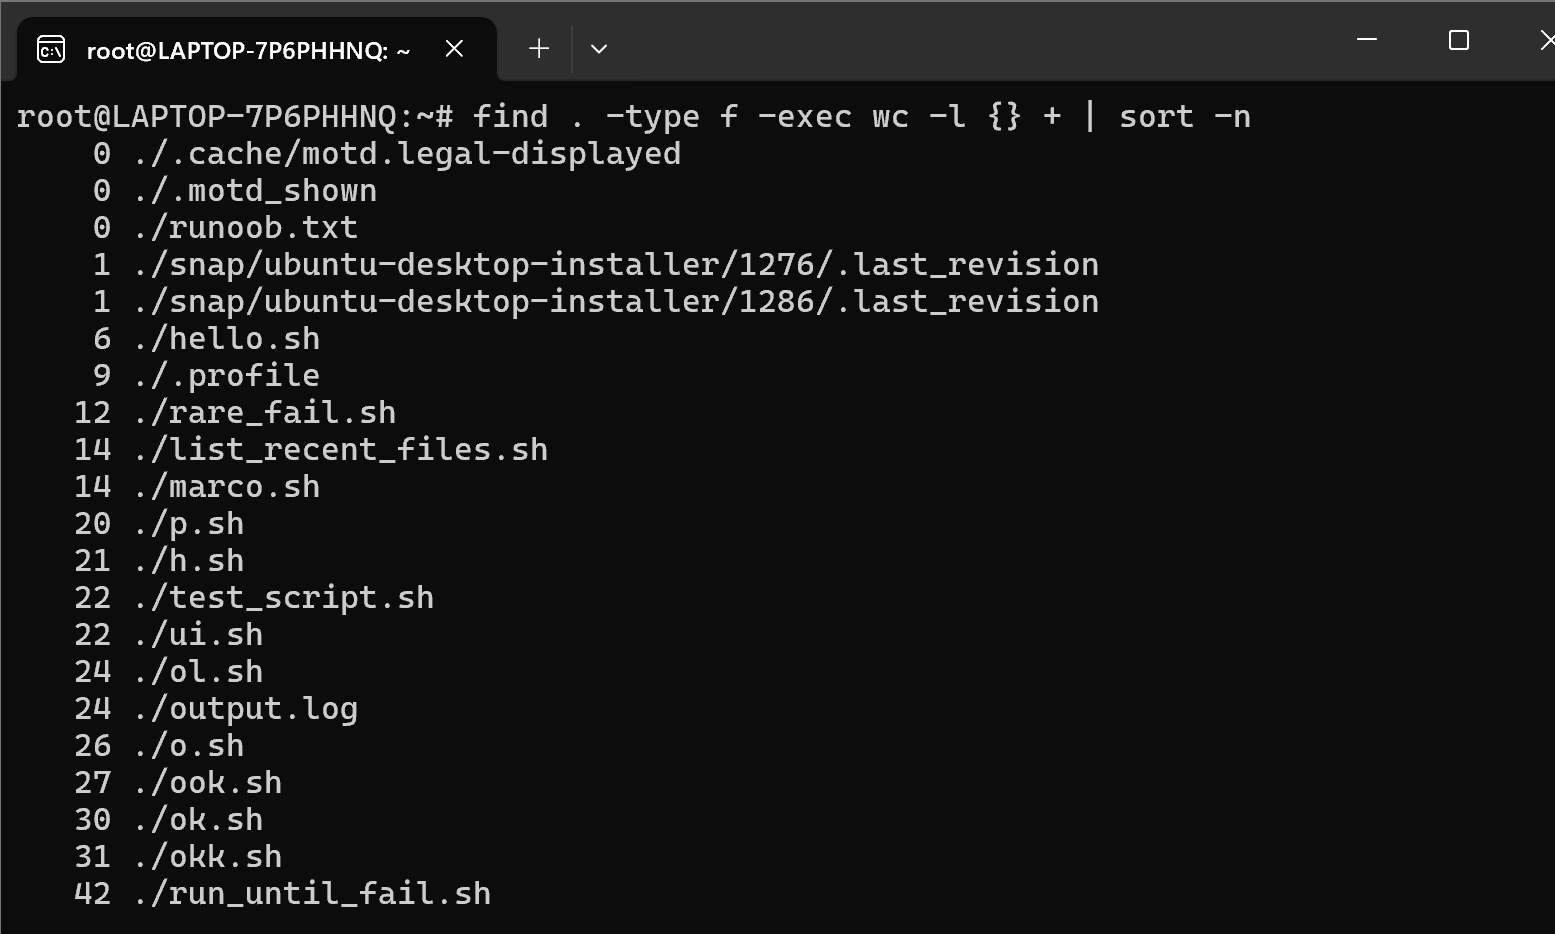 root@LAPTOP-7P6PHHNQ: ~
root@LAPTOP-7P6PHHNQ:~# find . -type f -exec wc -l {} + | sort -n
0 ./.cache/motd.legal-displayed
0 ./.motd_shown
0 ./runoob.txt
1 ./snap/ubuntu-desktop-installer/1276/.last_revision
1 ./snap/ubuntu-desktop-installer/1286/.last_revision
6 ./hello.sh
9 ./.profile
12 ./rare_fail.sh
14 ./list_recent_files.sh
14 ./marco.sh
20 ./p.sh
21 ./h.sh
22 ./test_script.sh
22 ./ui.sh
24 ./ol.sh
24 ./output.log
26 ./o.sh
27 ./ook.sh
30 ./ok.sh
31 ./okk.sh
42 ./run_until_fail.sh